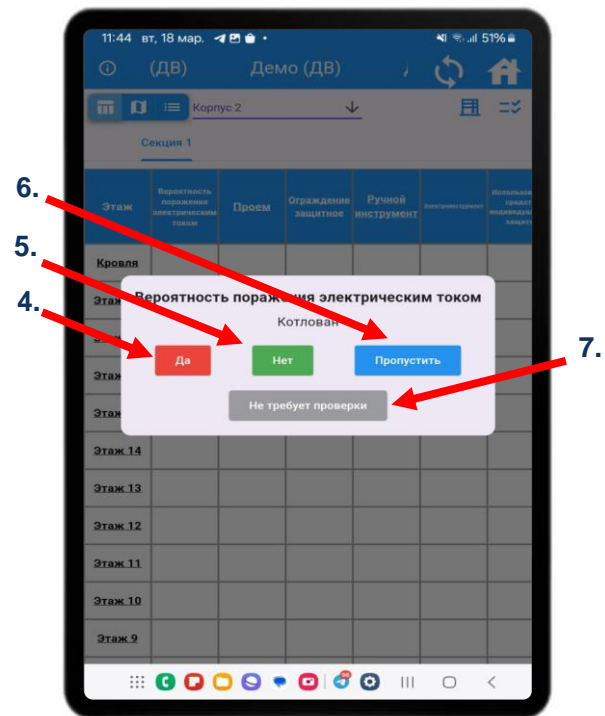 11:44 вт, 18 мар.
51%
(ДВ) Демо (ДВ)
Корпус 2
Секция 1
Этаж
Вероятность
поражения
электрическим
током
Проем
Ограждение
защитное
Ручной
инструмент
Электроинструмент
Кровля
6.
5.
4.
7.
Вероятность поражения электрическим током
Котлован
Да
Нет
Пропустить
Не требует проверки
Этаж
Этаж
Этаж
Этаж 14
Этаж 13
Этаж 12
Этаж 11
Этаж 10
Этаж 9